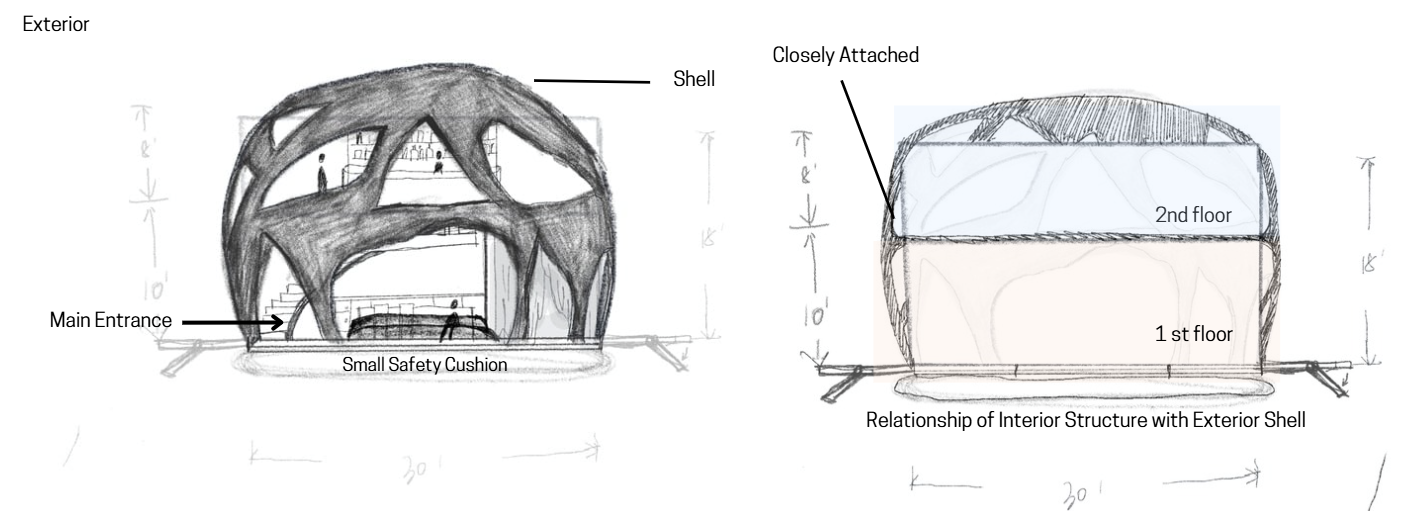 Exterior
Closely Attached
Shell
8'
10'
18'
Main Entrance
Small Safety Cushion
30'
8'
10'
18'
2nd floor
1 st floor
Relationship of Interior Structure with Exterior Shell
30'